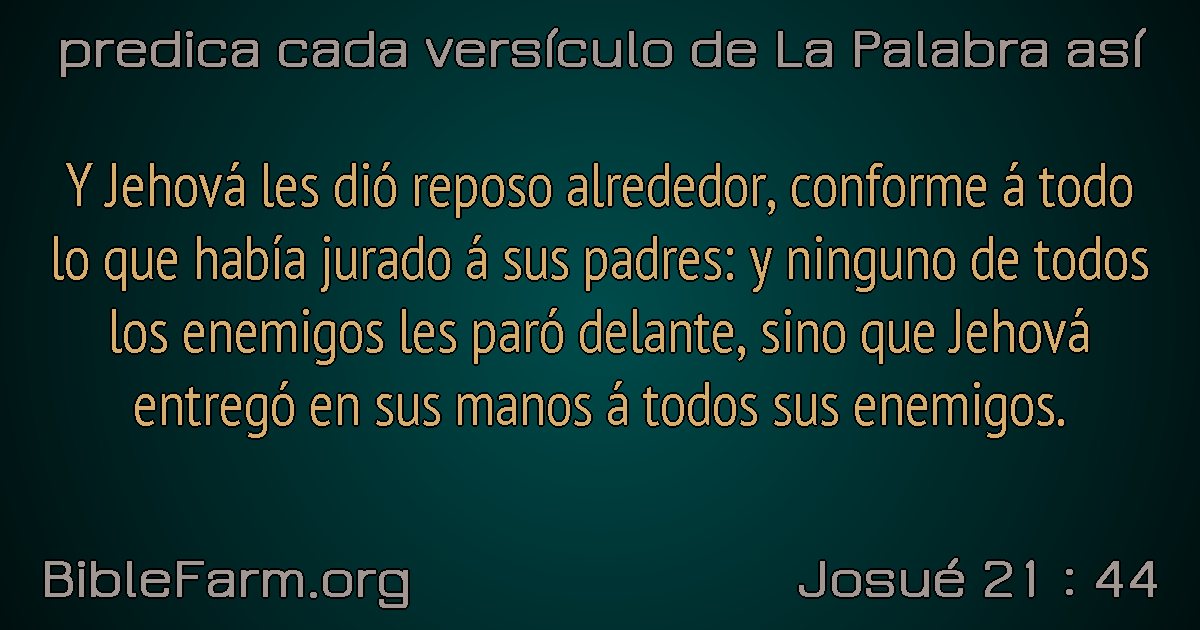 predica cada versículo de La Palabra así
Y Jehová les dió reposo alrededor, conforme á todo
lo que había jurado á sus padres: y ninguno de todos
los enemigos les paró delante, sino que Jehová
entregó en sus manos á todos sus enemigos.
BibleFarm.org
Josué 21 : 44